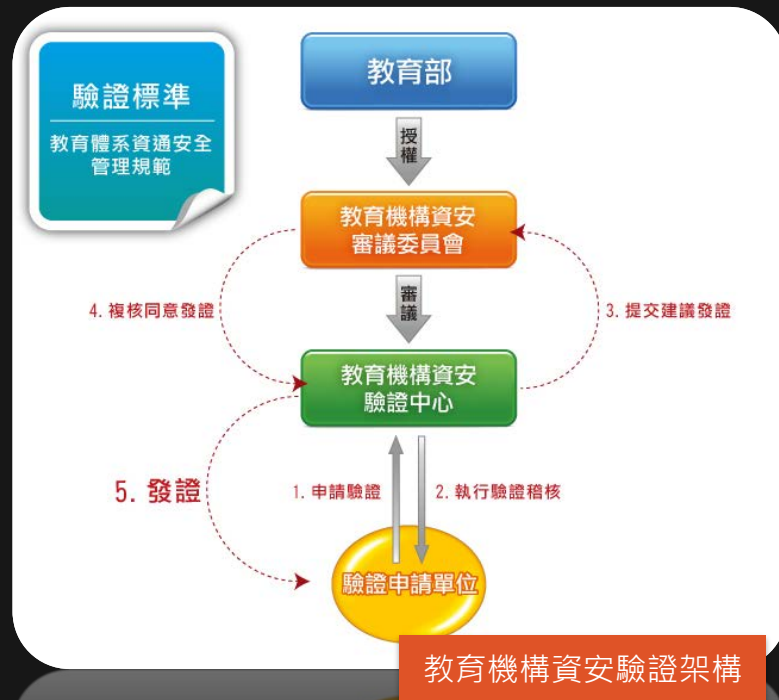 驗證標準
教育體系資通安全
管理規範
教育部
授權
教育機構資安
審議委員會
4. 複核同意發證
審議
3. 提交建議發證
教育機構資安
驗證中心
5. 發證
1. 申請驗證
2. 執行驗證稽核
驗證申請單位
教育機構資安驗證架構